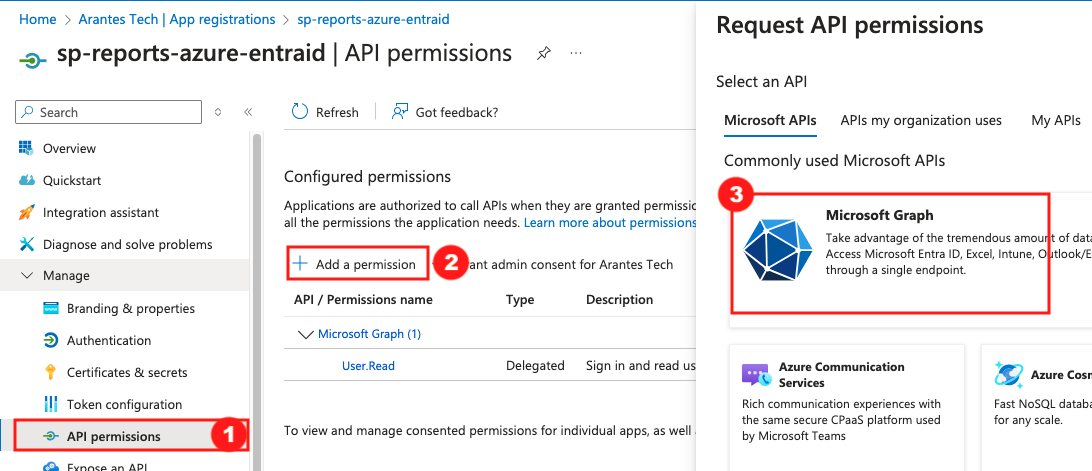 Home > Arantes Tech | App registrations > sp-reports-azure-entraid
sp-reports-azure-entraid | API permissions
Search
Overview
Quickstart
Integration assistant
Diagnose and solve problems
Manage
Branding & properties
Authentication
Certificates & secrets
Token configuration
API permissions
1
Expose an API
Refresh
Got feedback?
Configured permissions
Applications are authorized to call APIs when they are granted permissio
all the permissions the application needs. Learn more about permissions
Add a permission
2
ant admin consent for Arantes Tech
API / Permissions name Type Description
Microsoft Graph (1)
User.Read Delegated Sign in and read us
To view and manage consented permissions for individual apps, as well
Request API permissions
Select an API
Microsoft APIs APIs my organization uses My APIs
Commonly used Microsoft APIs
3
Microsoft Graph
Take advantage of the tremendous amount of data
Access Microsoft Entra ID, Excel, Intune, Outlook/E
through a single endpoint.
Azure Communication
Services
Rich communication experiences with
the same secure CPaaS platform used
by Microsoft Teams
Azure Cosm
Fast NoSQL databa
for any scale.